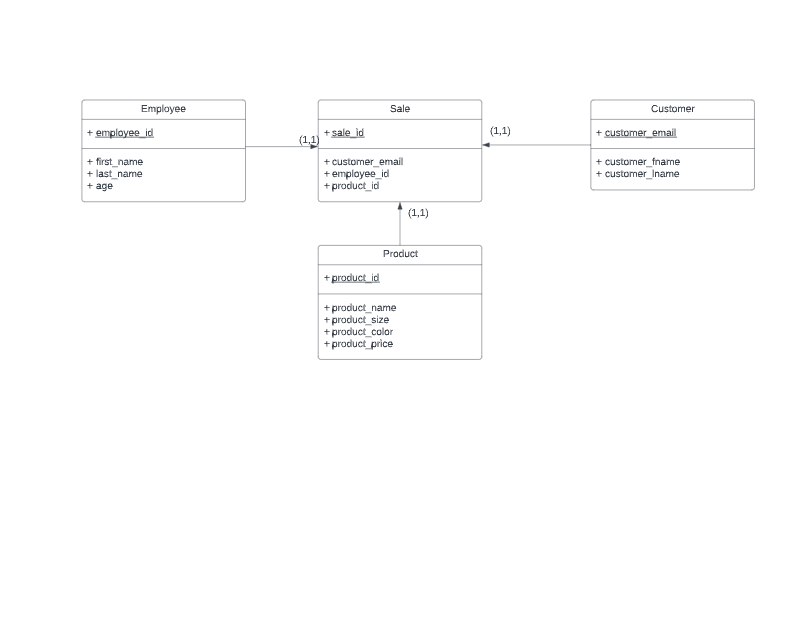 Employee
+ employee_id
+ first_name
+ last_name
+ age
(1,1)
Sale
+ sale_id
+ customer_email
+ employee_id
+ product_id
(1,1)
Customer
+ customer_email
+ customer_fname
+ customer_lname
(1,1)
Product
+ product_id
+ product_name
+ product_size
+ product_color
+ product_price